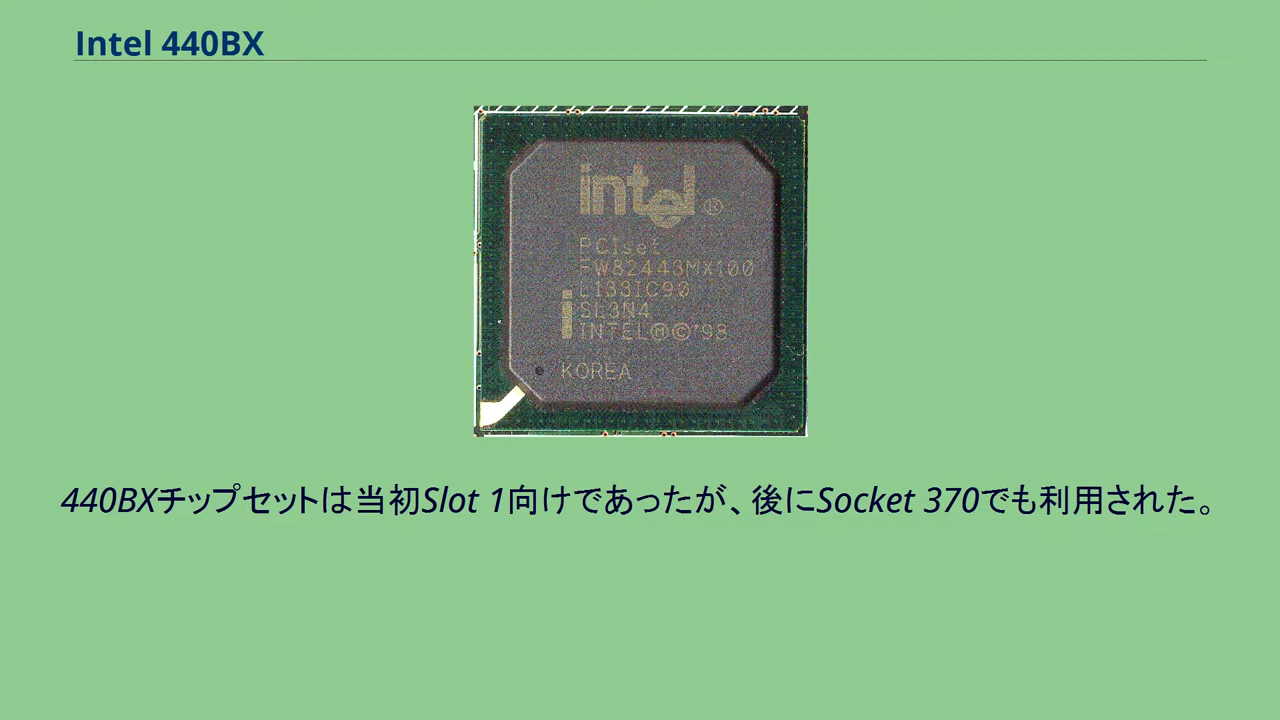 Intel 440BX
intel®
PCIset
FW82443MX100
L133IC90
SL3N4
i INTELⓂ©'98
KOREA
440BXチップセットは当初Slot 1向けであったが、後にSocket 370でも利用された。